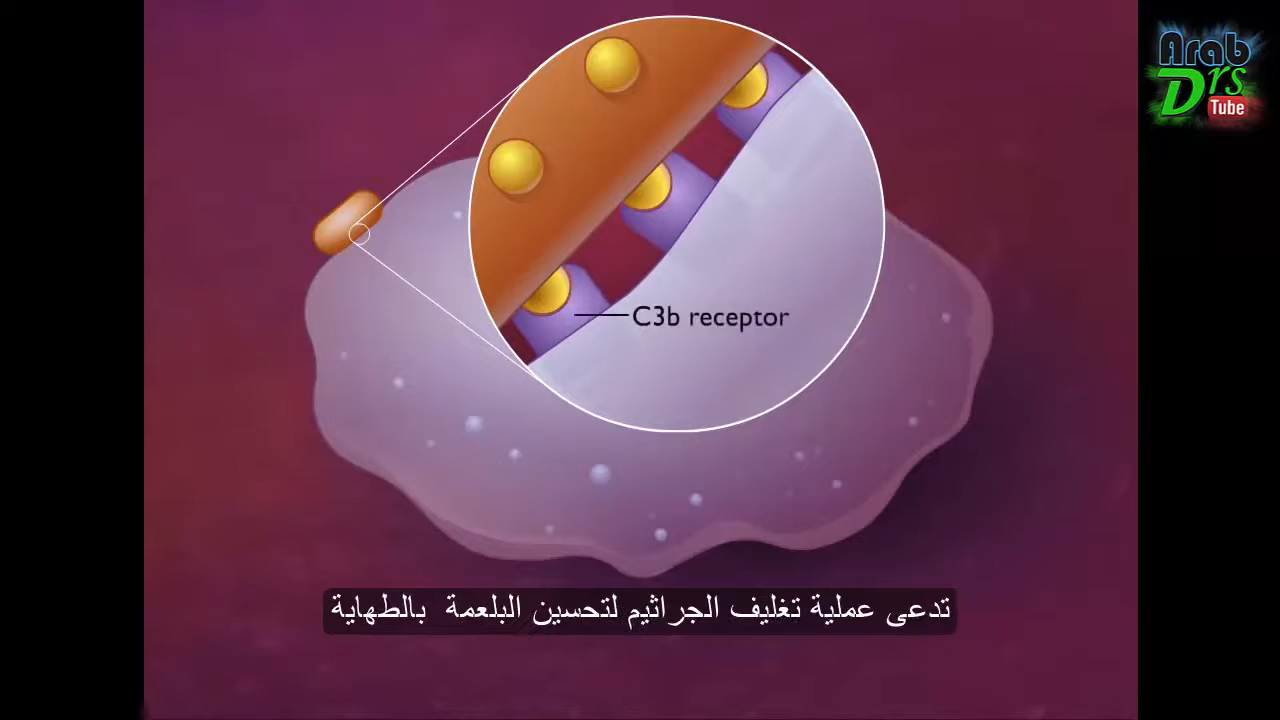 Arab
Drs
Tube
C3b receptor
تدعى عملية تغليف الجراثيم لتحسين البلعمة بالطهاية